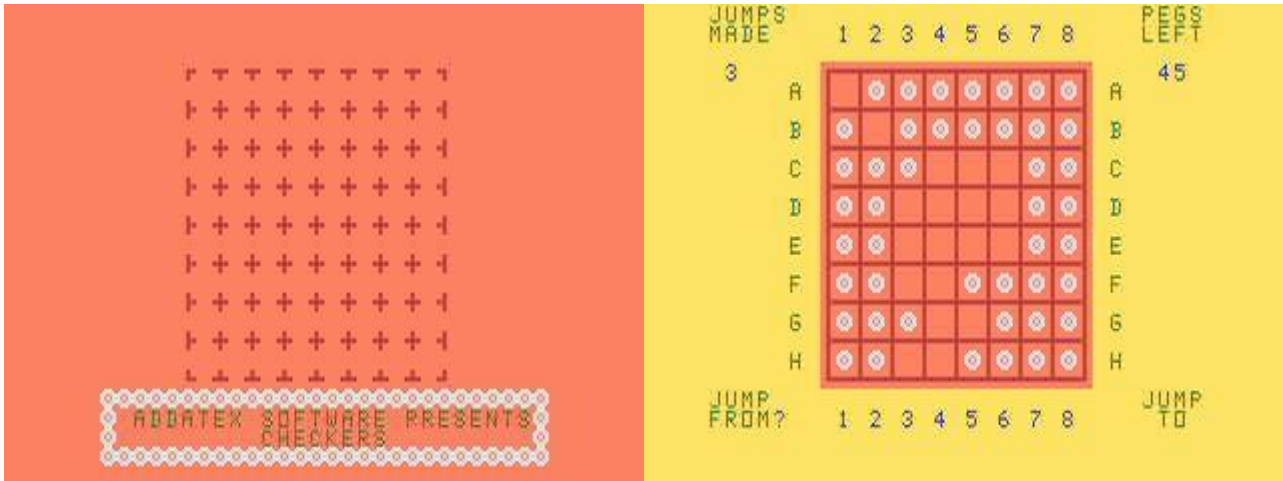 ADDATEX SOFTWARE PRESENTS
CHECKERS
JUMPS
MADE
3
1 2 3 4 5 6 7 8
PEGS
LEFT
45
A A
B B
C C
D D
E E
F F
G G
H H
JUMP
FROM?
1 2 3 4 5 6 7 8
JUMP
TO